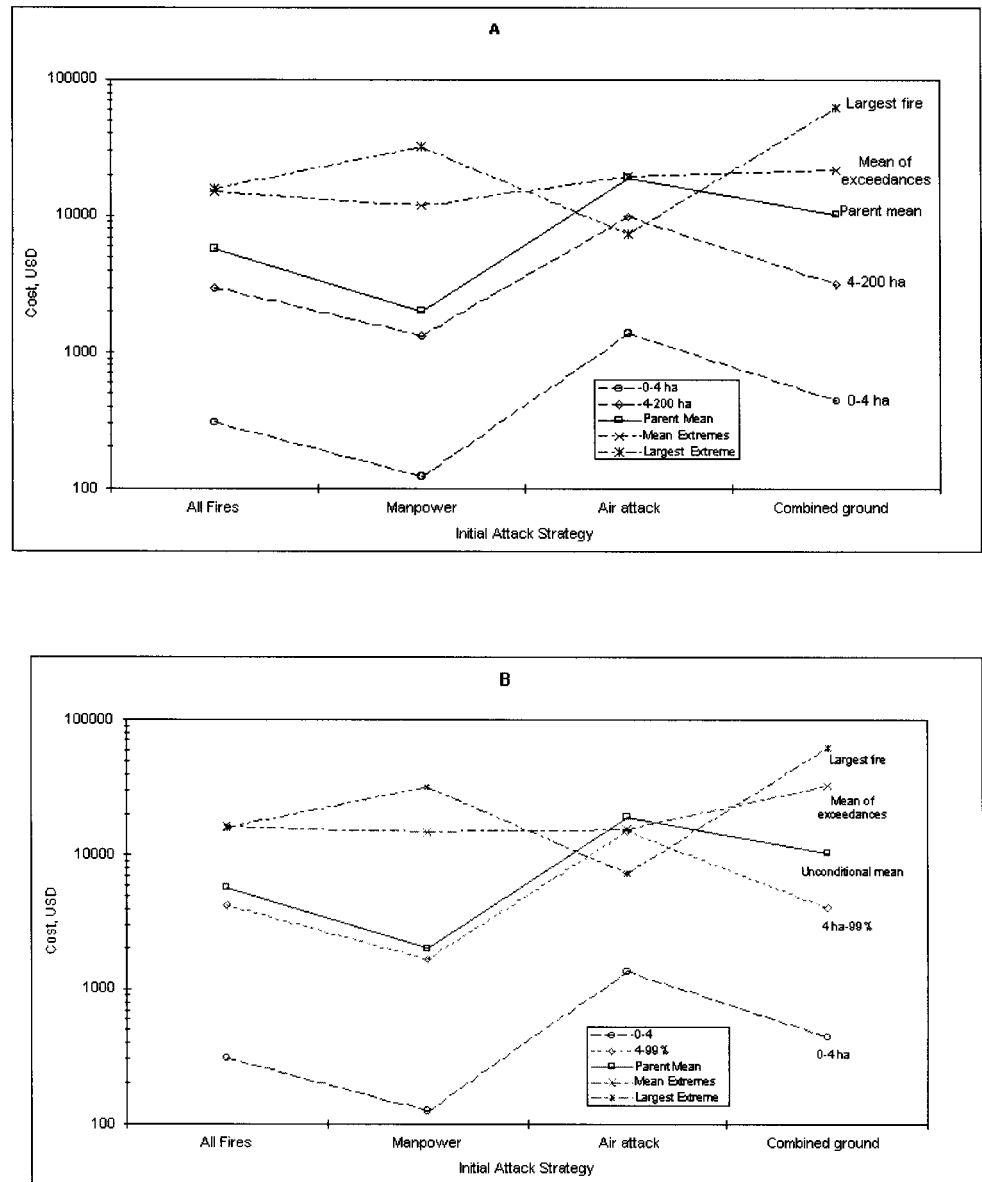 A
100000
10000
1000
100
Cost, USD
Largest fire
Mean of
exceedances
Parent mean
4-200 ha
0-4 ha
0-4 ha
4-200 ha
Parent Mean
Mean Extremes
Largest Extreme
All Fires
Manpower
Air attack
Combined ground
Initial Attack Strategy
B
100000
10000
1000
100
Cost, USD
Largest fire
Mean of
exceedances
Unconditional mean
4 ha-99%
0-4 ha
0-4
4-99%
Parent Mean
Mean Extremes
Largest Extreme
All Fires
Manpower
Air attack
Combined ground
Initial Attack Strategy